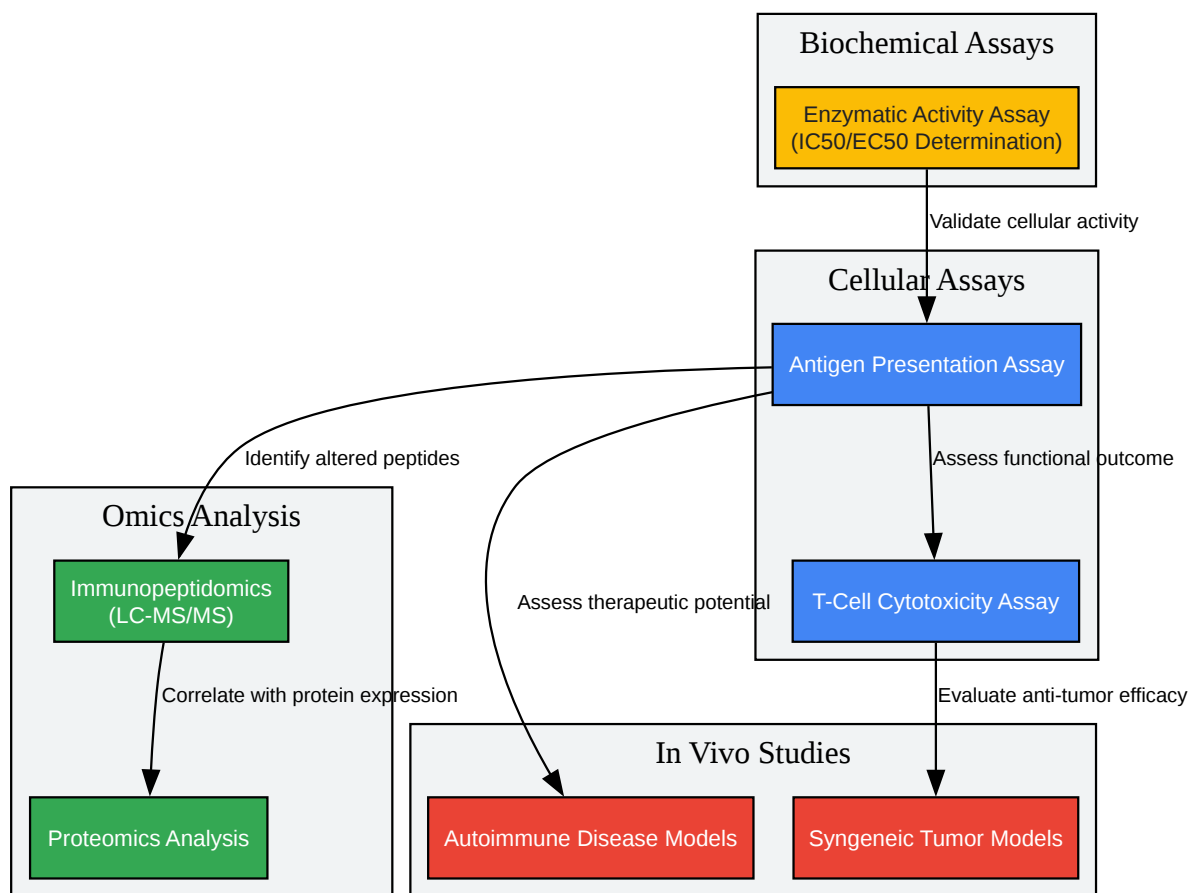 Biochemical Assays
Enzymatic Activity Assay
(IC50/EC50 Determination)
Validate cellular activity
Cellular Assays
Antigen Presentation Assay
Identify altered peptides
Assess functional outcome
Omics Analysis
Immunopeptidomics
(LC-MS/MS)
Assess therapeutic potential
T-Cell Cytotoxicity Assay
Correlate with protein expression
Evaluate anti-tumor efficacy
In Vivo Studies
Proteomics Analysis
Autoimmune Disease Models
Syngeneic Tumor Models